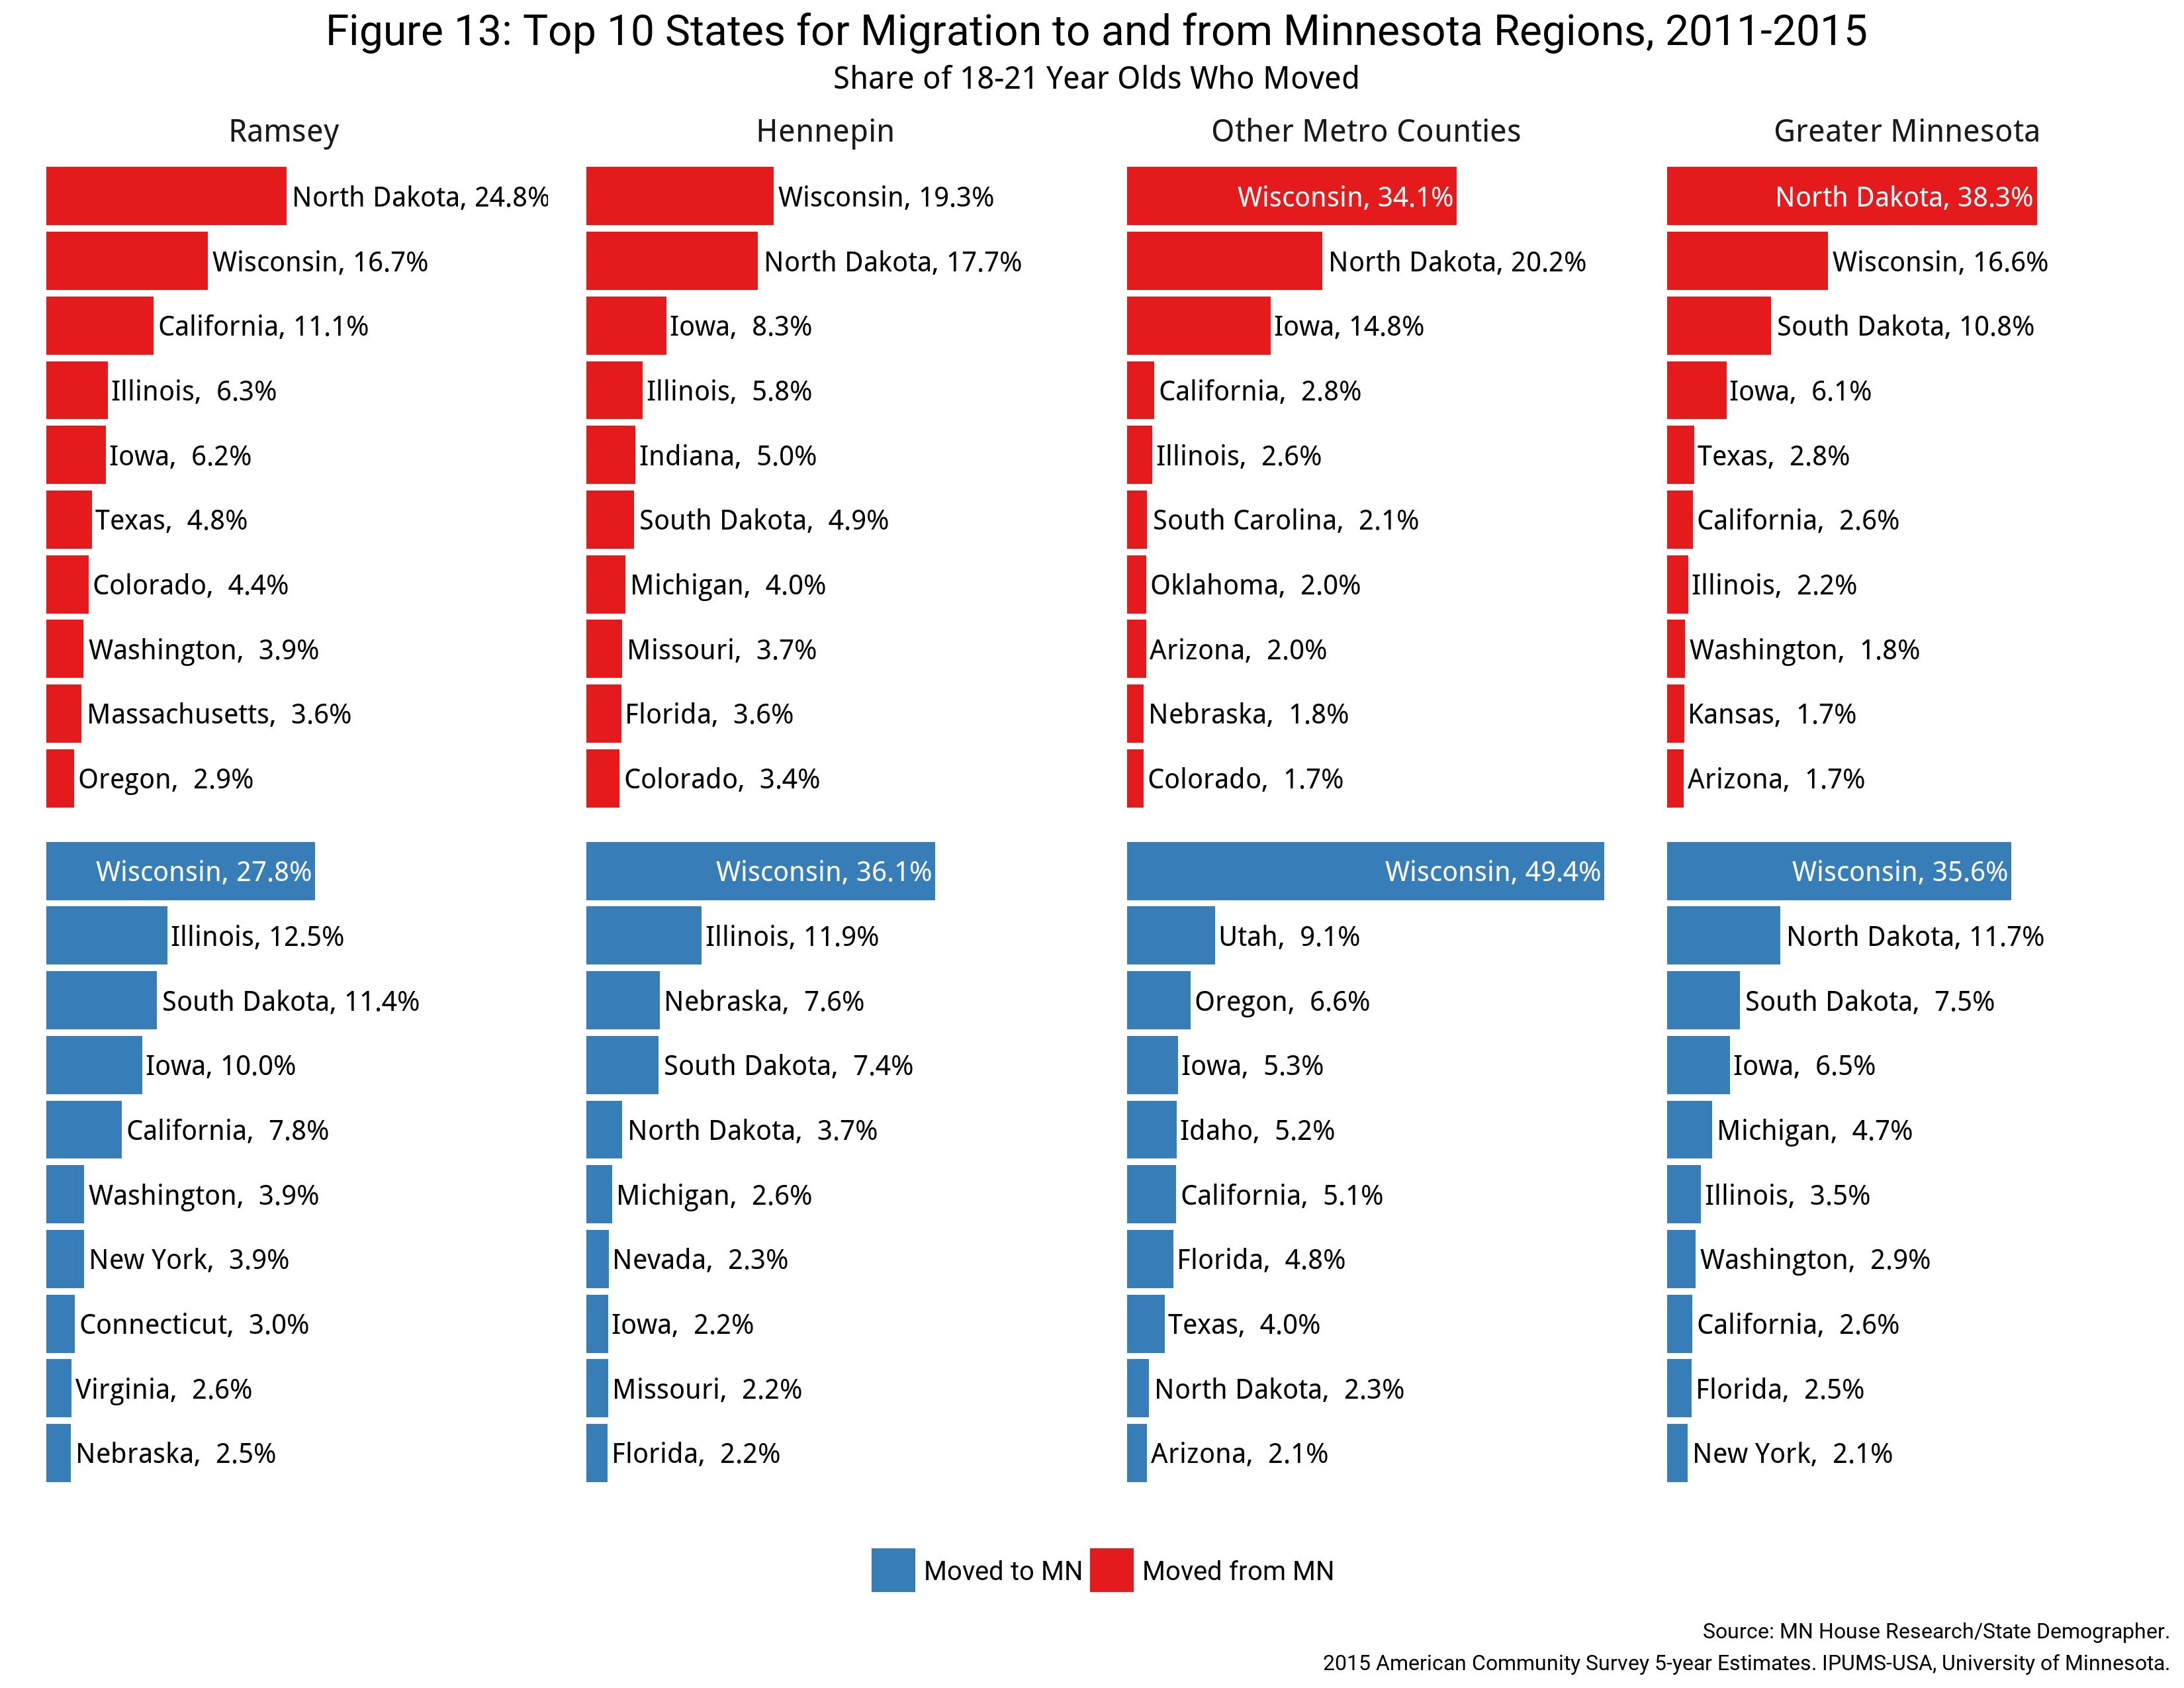 Figure 13: Top 10 States for Migration to and from Minnesota Regions, 2011-2015
Share of 18-21 Year Olds Who Moved
Ramsey
North Dakota, 24.8%
Wisconsin, 16.7%
California, 11.1%
Illinois, 6.3%
Iowa, 6.2%
Texas, 4.8%
Colorado, 4.4%
Washington, 3.9%
Massachusetts, 3.6%
Oregon, 2.9%
Wisconsin, 27.8%
Illinois, 12.5%
South Dakota, 11.4%
Iowa, 10.0%
California, 7.8%
Washington, 3.9%
New York, 3.9%
Connecticut, 3.0%
Virginia, 2.6%
Nebraska, 2.5%
Hennepin
Wisconsin, 19.3%
North Dakota, 17.7%
Iowa, 8.3%
Illinois, 5.8%
Indiana, 5.0%
South Dakota, 4.9%
Michigan, 4.0%
Missouri, 3.7%
Florida, 3.6%
Colorado, 3.4%
Wisconsin, 36.1%
Illinois, 11.9%
Nebraska, 7.6%
South Dakota, 7.4%
North Dakota, 3.7%
Michigan, 2.6%
Nevada, 2.3%
Iowa, 2.2%
Missouri, 2.2%
Florida, 2.2%
Other Metro Counties
Wisconsin, 34.1%
North Dakota, 20.2%
Iowa, 14.8%
California, 2.8%
Illinois, 2.6%
South Carolina, 2.1%
Oklahoma, 2.0%
Arizona, 2.0%
Nebraska, 1.8%
Colorado, 1.7%
Wisconsin, 49.4%
Utah, 9.1%
Oregon, 6.6%
Iowa, 5.3%
Idaho, 5.2%
California, 5.1%
Florida, 4.8%
Texas, 4.0%
North Dakota, 2.3%
Arizona, 2.1%
Greater Minnesota
North Dakota, 38.3%
Wisconsin, 16.6%
South Dakota, 10.8%
Iowa, 6.1%
Texas, 2.8%
California, 2.6%
Illinois, 2.2%
Washington, 1.8%
Kansas, 1.7%
Arizona, 1.7%
Wisconsin, 35.6%
North Dakota, 11.7%
South Dakota, 7.5%
Iowa, 6.5%
Michigan, 4.7%
Illinois, 3.5%
Washington, 2.9%
California, 2.6%
Florida, 2.5%
New York, 2.1%
Moved to MN
Moved from MN
Source: MN House Research/State Demographer.
2015 American Community Survey 5-year Estimates. IPUMS-USA, University of Minnesota.